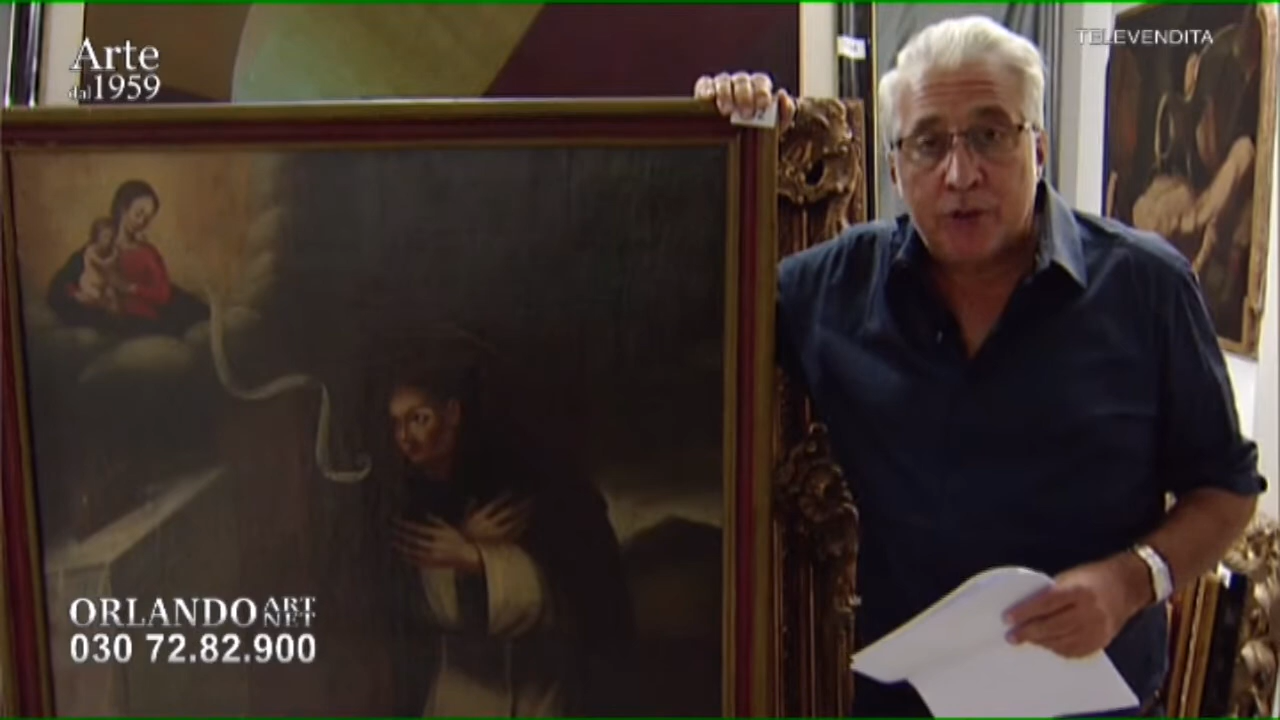 Arte
dal 1959
TELEVENDITA
ORLANDO ART NET
030 72.82.900